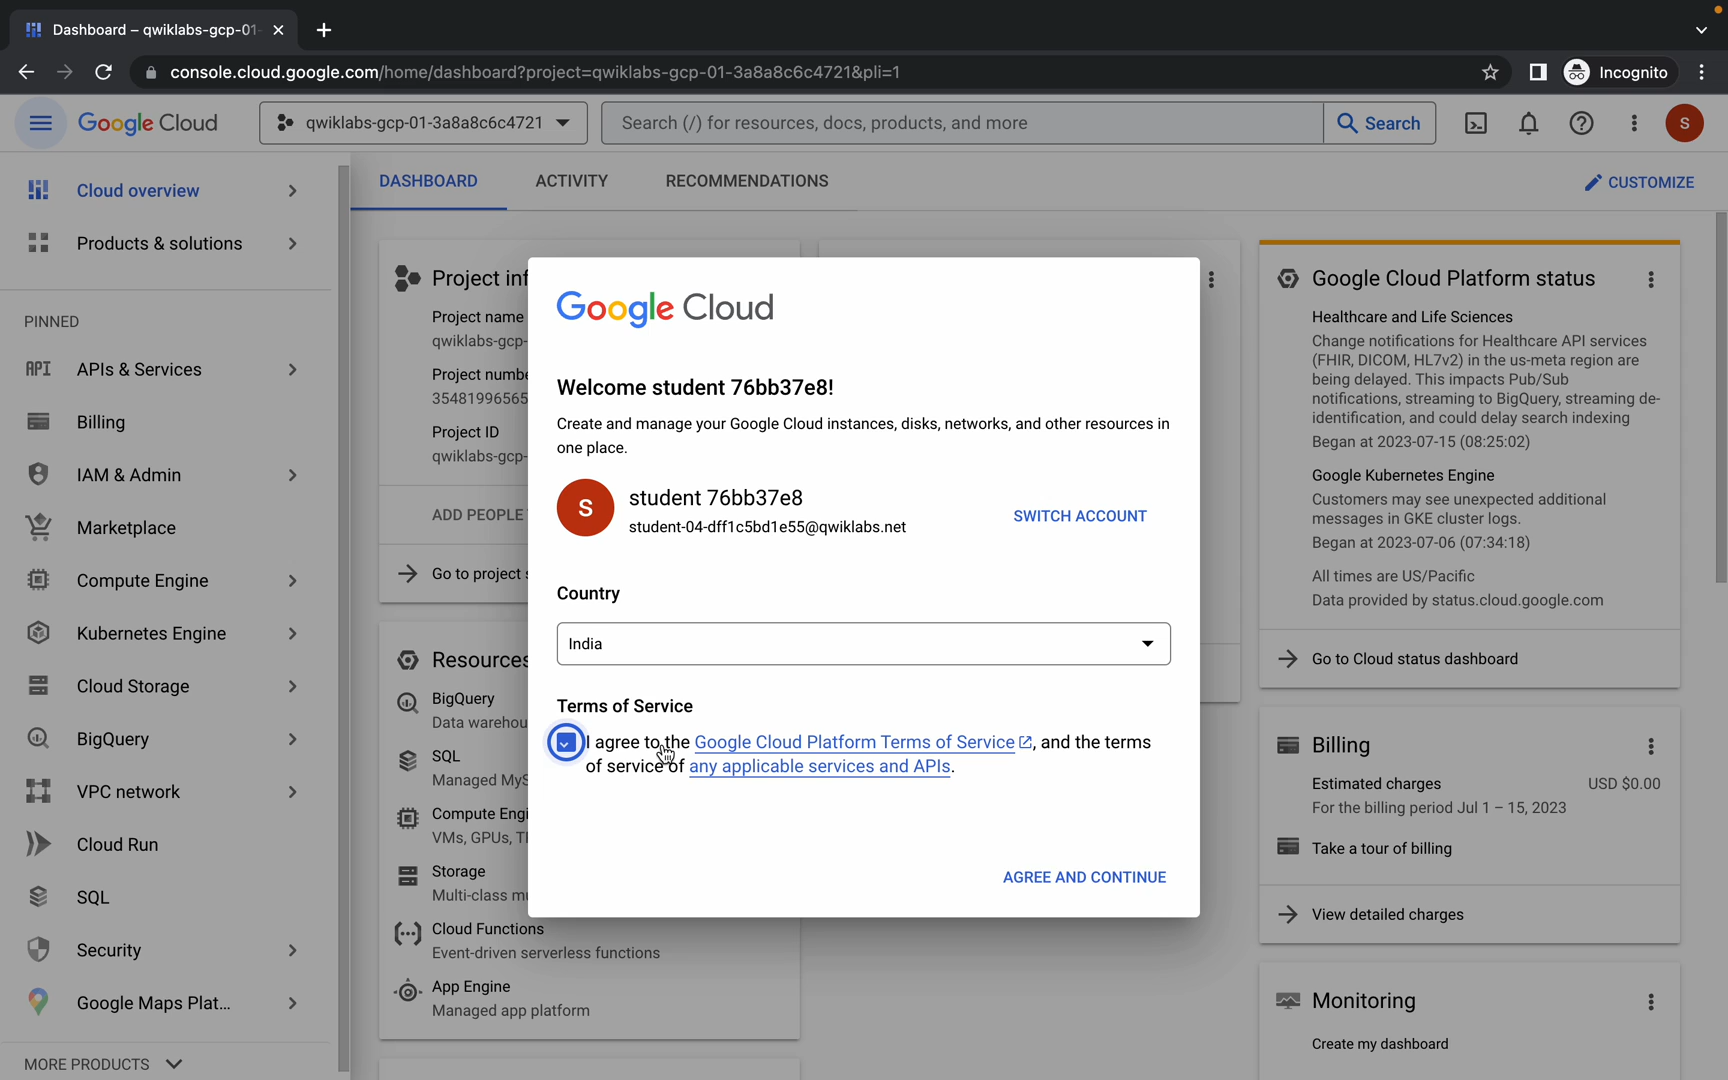 Dashboard – qwiklabs-gcp-01-
console.cloud.google.com/home/dashboard?project=qwiklabs-gcp-01-3a8a8c6c4721&pli=1
Incognito
Google Cloud
qwiklabs-gcp-01-3a8a8c6c4721
Search (/) for resources, docs, products, and more
Search
S
Cloud overview
Products & solutions
PINNED
API APIs & Services
Billing
IAM & Admin
Marketplace
Compute Engine
Kubernetes Engine
Cloud Storage
BigQuery
VPC network
Cloud Run
SQL
Security
Google Maps Plat...
MORE PRODUCTS
DASHBOARD
ACTIVITY
RECOMMENDATIONS
CUSTOMIZE
Project inf
Project name
qwiklabs-gcp-
Project numbe
35481996565
Project ID
qwiklabs-gcp-
ADD PEOPLE
Go to project s
Resources
BigQuery
Data warehou
SQL
Managed MyS
Compute Engi
VMs, GPUs, T
Storage
Multi-class mu
Cloud Functions
Event-driven serverless functions
App Engine
Managed app platform
Google Cloud
Welcome student 76bb37e8!
Create and manage your Google Cloud instances, disks, networks, and other resources in
one place.
S
student 76bb37e8
student-04-dff1c5bd1e55@qwiklabs.net
SWITCH ACCOUNT
Country
India
Terms of Service
I agree to the Google Cloud Platform Terms of Service, and the terms
of service of any applicable services and APIs.
AGREE AND CONTINUE
Google Cloud Platform status
Healthcare and Life Sciences
Change notifications for Healthcare API services
(FHIR, DICOM, HL7v2) in the us-meta region are
being delayed. This impacts Pub/Sub
notifications, streaming to BigQuery, streaming de-
identification, and could delay search indexing
Began at 2023-07-15 (08:25:02)
Google Kubernetes Engine
Customers may see unexpected additional
messages in GKE cluster logs.
Began at 2023-07-06 (07:34:18)
All times are US/Pacific
Data provided by status.cloud.google.com
Go to Cloud status dashboard
Billing
Estimated charges USD $0.00
For the billing period Jul 1 – 15, 2023
Take a tour of billing
View detailed charges
Monitoring
Create my dashboard